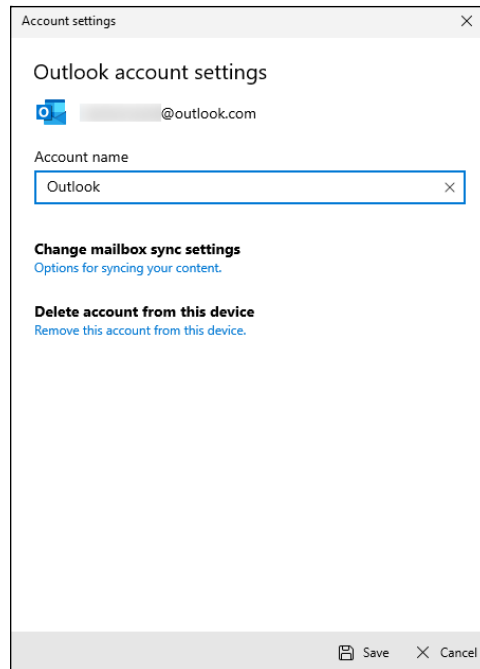 Account settings
Outlook account settings
@outlook.com
Account name
Outlook
Change mailbox sync settings
Options for syncing your content.
Delete account from this device
Remove this account from this device.
Save Cancel